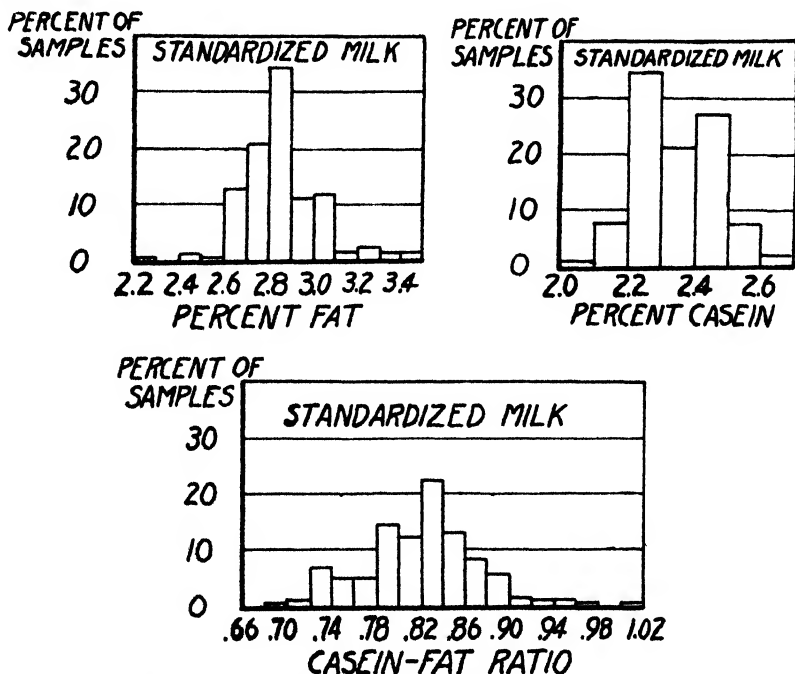 PERCENT OF
SAMPLES
STANDARDIZED MILK
30
20
10
0
2.2 2.4 2.6 2.8 3.0 3.2 3.4
PERCENT FAT
PERCENT OF
SAMPLES
STANDARDIZED MILK
30
20
10
0
2.0 2.2 2.4 2.6
PERCENT CASEIN
PERCENT OF
SAMPLES
STANDARDIZED MILK
30
20
10
0
.66 .70 .74 .78 .82 .86 .90 .94 .98 1.02
CASEIN-FAT RATIO